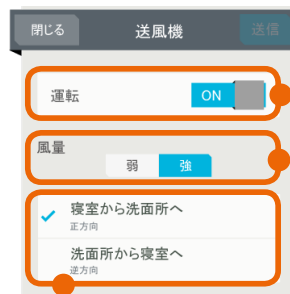 閉じる 送風機 送信
運転 ON
風量
弱 強
寝室から洗面所へ
正方向
洗面所から寝室へ
逆方向